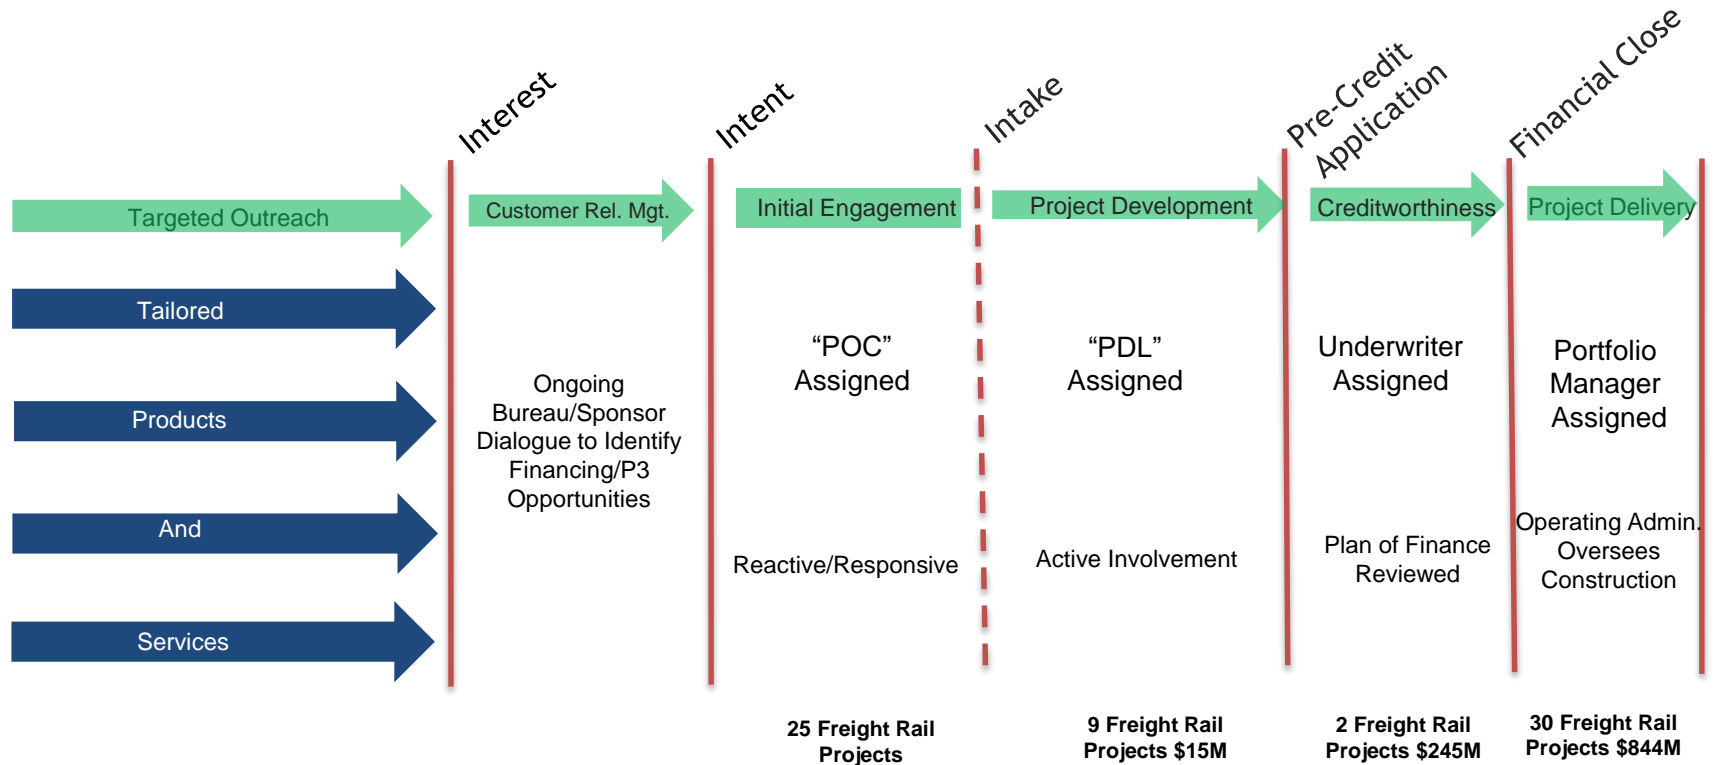 Interest
Intent
Intake
Pre-Credit
Application
Financial Close
Targeted Outreach
Customer Rel. Mgt.
Initial Engagement
Project Development
Creditworthiness
Project Delivery
Tailored
Products
And
Services
Ongoing
Bureau/Sponsor
Dialogue to Identify
Financing/P3
Opportunities
“POC”
Assigned
Reactive/Responsive
25 Freight Rail
Projects
“PDL”
Assigned
Active Involvement
9 Freight Rail
Projects $15M
Underwriter
Assigned
Plan of Finance
Reviewed
2 Freight Rail
Projects $245M
Portfolio
Manager
Assigned
Operating Admin.
Oversees
Construction
30 Freight Rail
Projects $844M